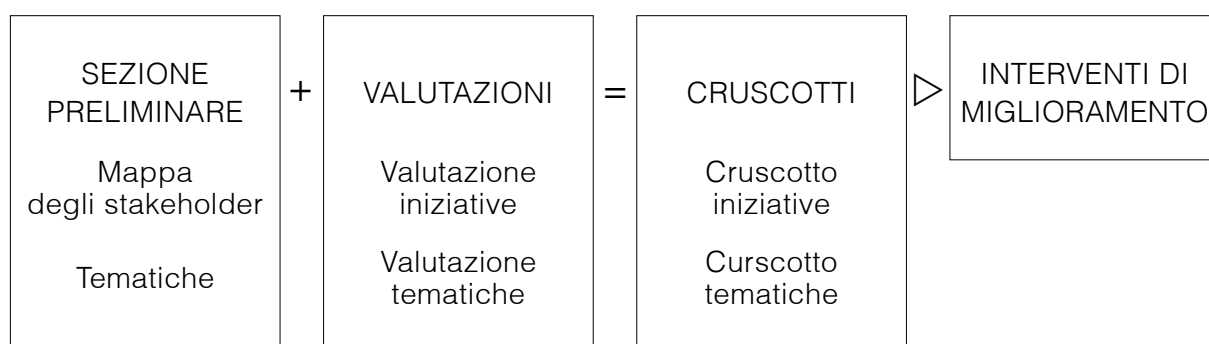 SEZIONE
PRELIMINARE
Mappa
degli stakeholder
Tematiche
+
VALUTAZIONI
Valutazione
iniziative
Valutazione
tematiche
=
CRUSCOTTI
Cruscotto
iniziative
Curscotto
tematiche
INTERVENTI DI
MIGLIORAMENTO